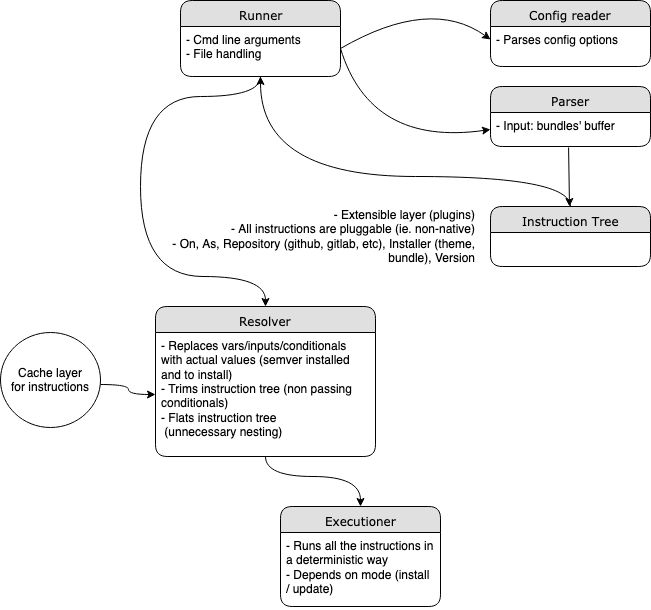 Runner
- Cmd line arguments
- File handling
Config reader
- Parses config options
Parser
- Input: bundles' buffer
- Extensible layer (plugins)
- All instructions are pluggable (ie. non-native)
- On, As, Repository (github, gitlab, etc), Installer (theme,
bundle), Version
Instruction Tree
Resolver
- Replaces vars/inputs/conditionals
with actual values (semver installed
and to install)
- Trims instruction tree (non passing
conditionals)
- Flats instruction tree
(unnecessary nesting)
Cache layer
for instructions
Executioner
- Runs all the instructions in
a deterministic way
- Depends on mode (install
/ update)